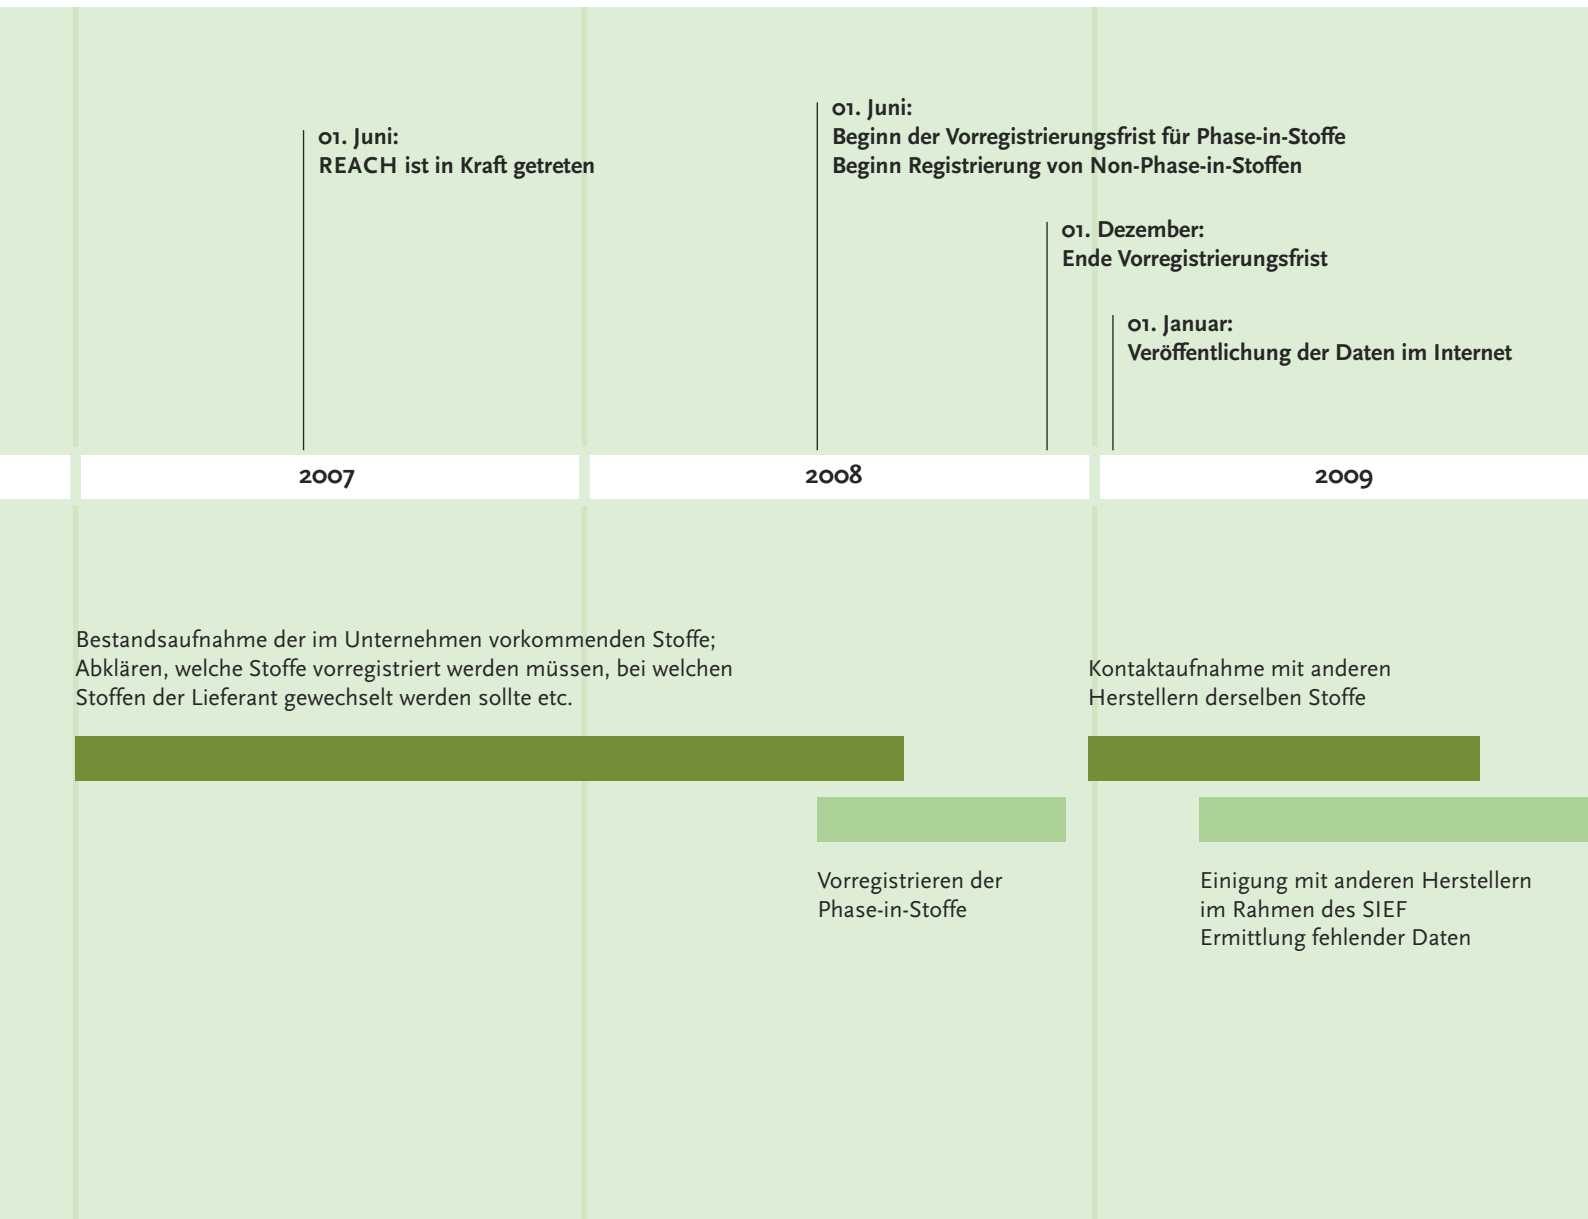 01. Juni:
REACH ist in Kraft getreten
01. Juni:
Beginn der Vorregistrierungsfrist für Phase-in-Stoffe
Beginn Registrierung von Non-Phase-in-Stoffen
01. Dezember:
Ende Vorregistrierungsfrist
01. Januar:
Veröffentlichung der Daten im Internet
2007
2008
2009
Bestandsaufnahme der im Unternehmen vorkommenden Stoffe;
Abklären, welche Stoffe vorregistriert werden müssen, bei welchen
Stoffen der Lieferant gewechselt werden sollte etc.
Kontaktaufnahme mit anderen
Herstellern derselben Stoffe
Vorregistrieren der
Phase-in-Stoffe
Einigung mit anderen Herstellern
im Rahmen des SIEF
Ermittlung fehlender Daten